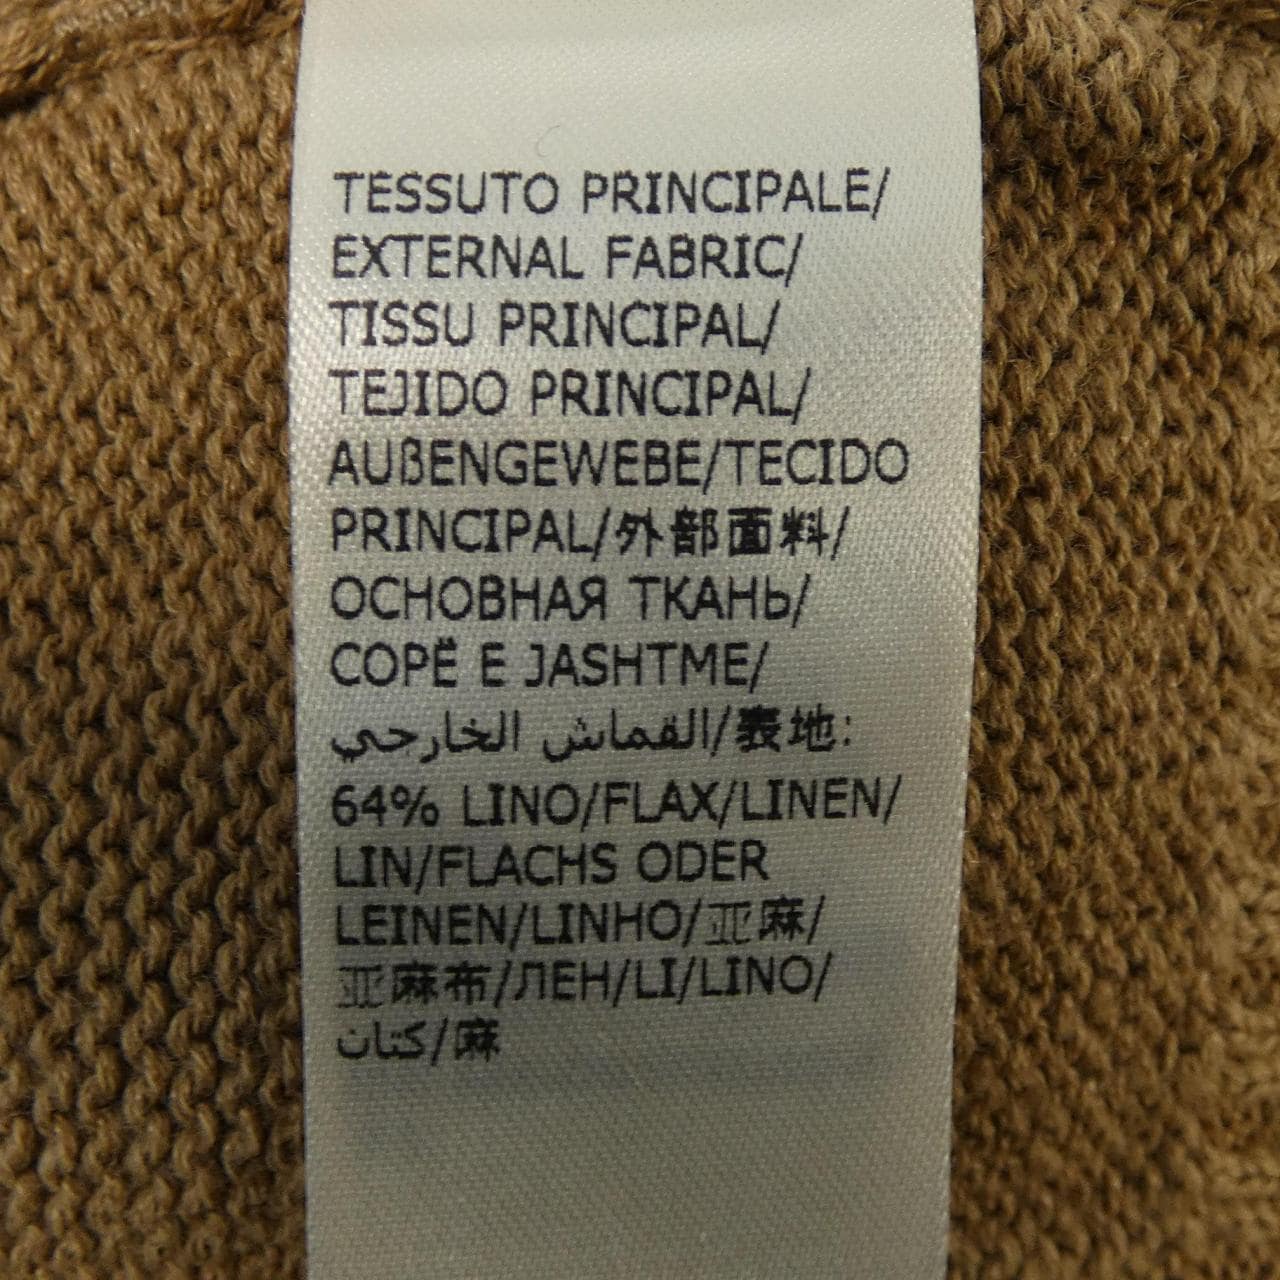 TESSUTO PRINCIPALE/
EXTERNAL FABRIC/
TISSU PRINCIPAL/
TEJIDO PRINCIPAL/
AUßENGEWEBE/TECIDO
PRINCIPAL/外部面料/
ОСНОВНАЯ ТКАНЬ/
COPË E JASHTME/
القماش الخارجي/表地:
64% LINO/FLAX/LINEN/
LIN/FLACHS ODER
LEINEN/LINHO/亚麻/
亚麻布/ЛЕН/LI/LINO/
كتان/麻